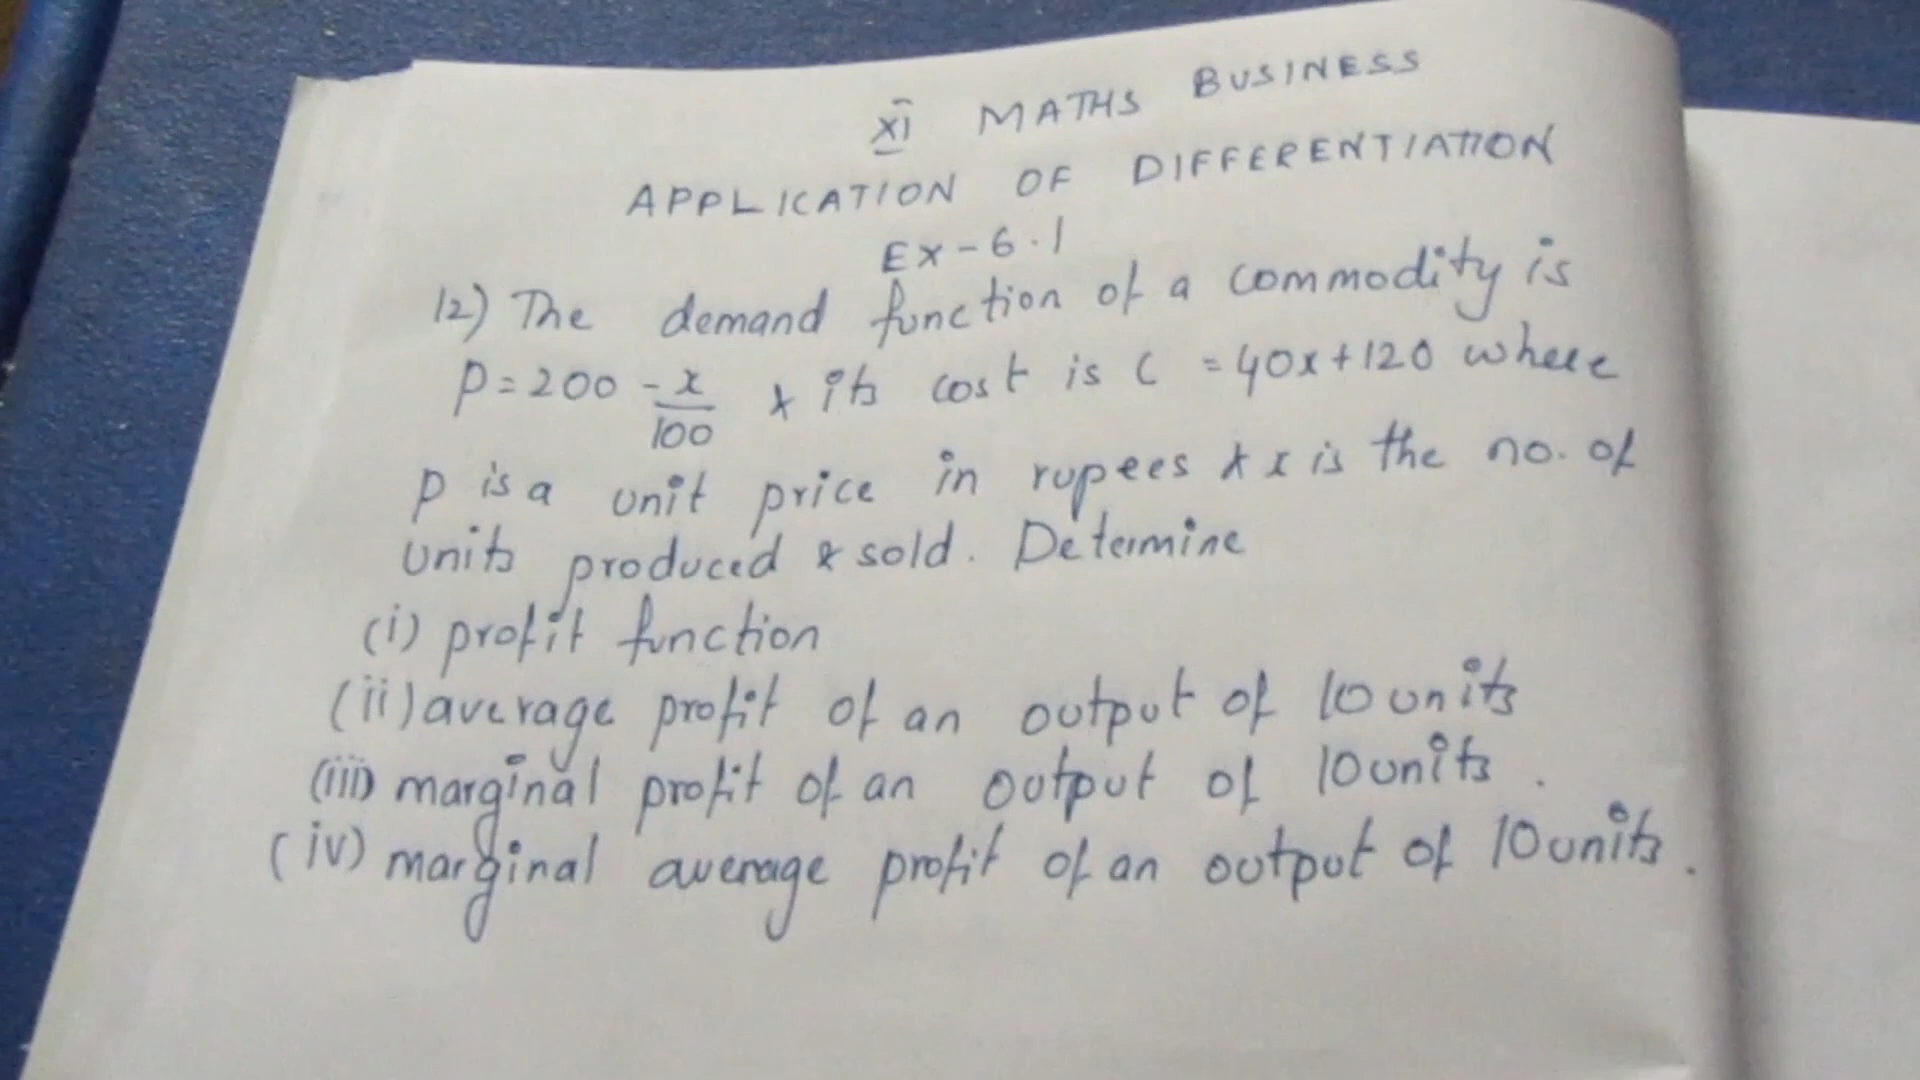 XI MATHS BUSINESS
APPLICATION OF DIFFERENTIATION
Ex-6.1
12) The demand function of a commodity is
P=200 - x/100 & its cost is C =40x+120 where
p is a unit price in rupees & x is the no. of
units produced & sold. Determine
(i) profit function
(ii) average profit of an output of 10 units
(iii) marginal profit of an output of 10 units.
(iv) marginal average profit of an output of 10 units.